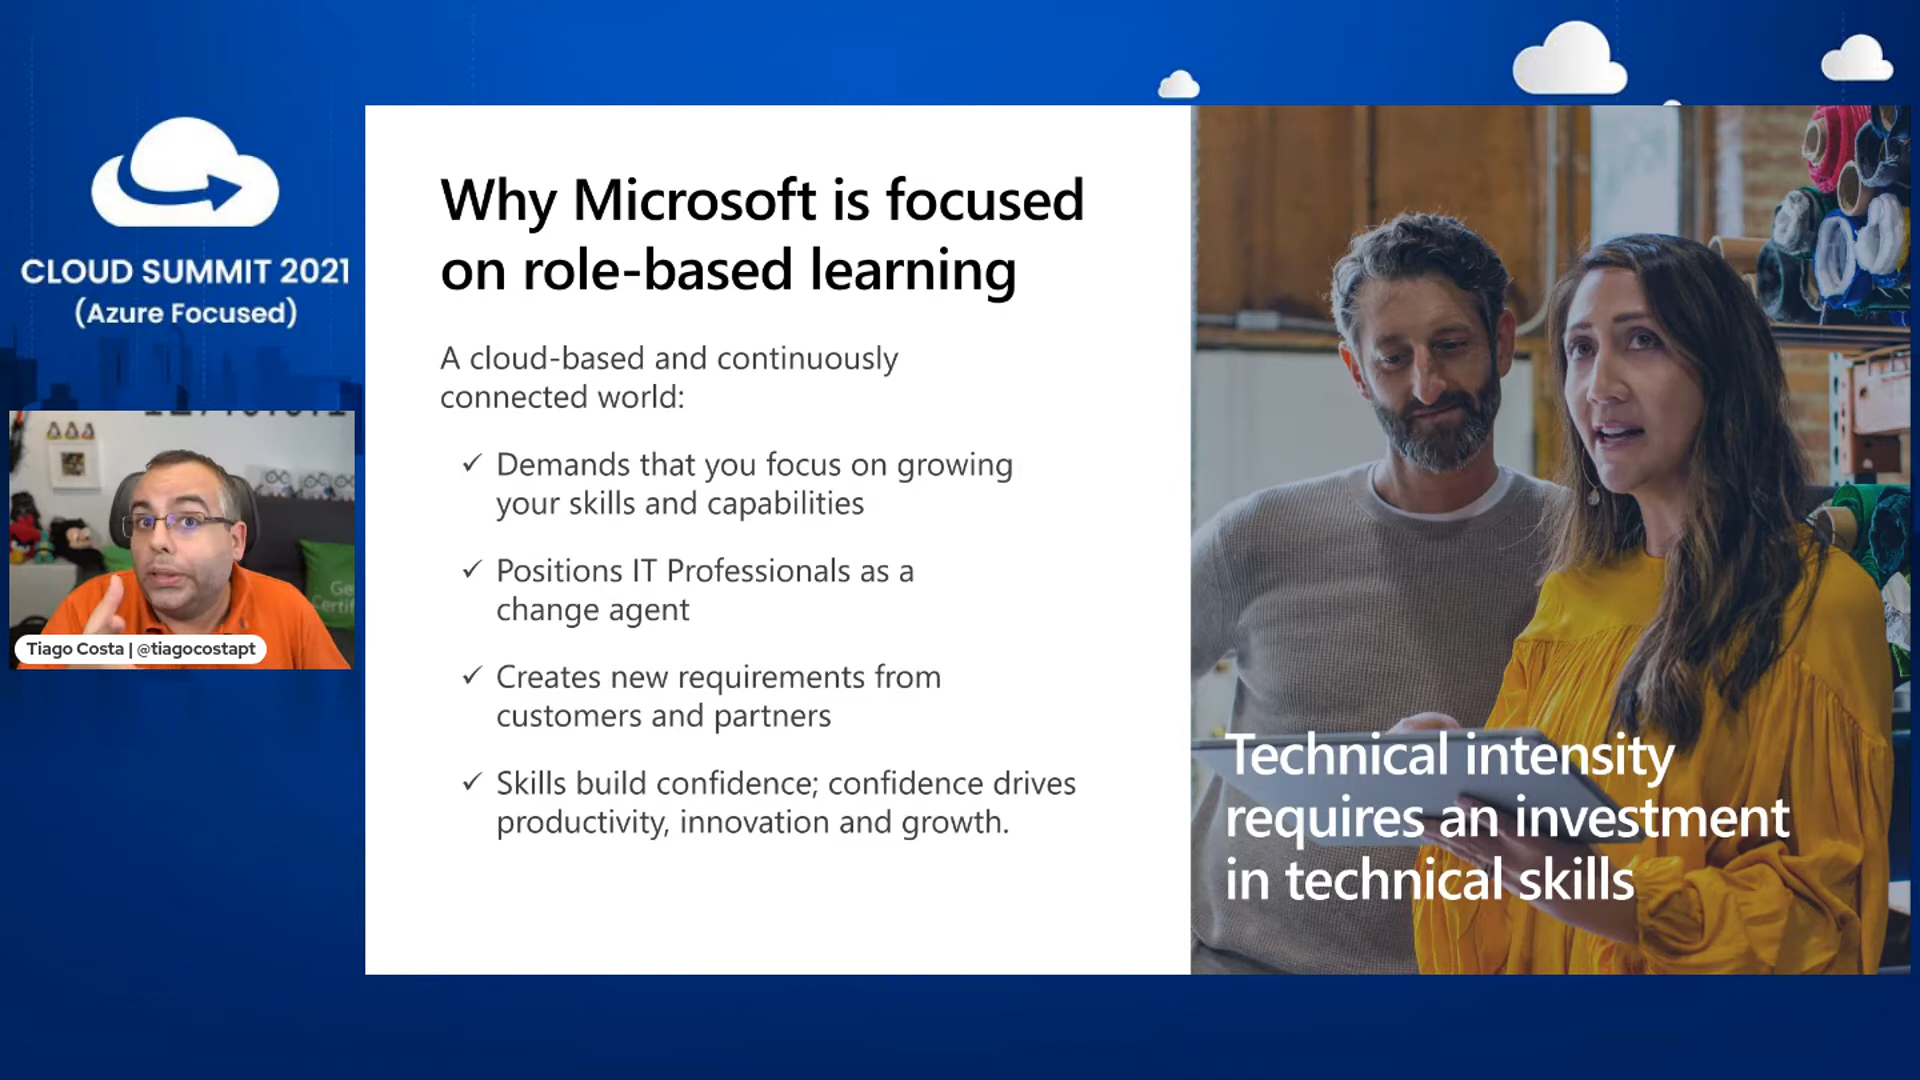 CLOUD SUMMIT 2021
(Azure Focused)
Ge
Certif
Tiago Costa | @tiagocostapt
Why Microsoft is focused
on role-based learning
A cloud-based and continuously
connected world:
✓ Demands that you focus on growing
your skills and capabilities
✓ Positions IT Professionals as a
change agent
✓ Creates new requirements from
customers and partners
✓ Skills build confidence; confidence drives
productivity, innovation and growth.
Technical intensity
requires an investment
in technical skills